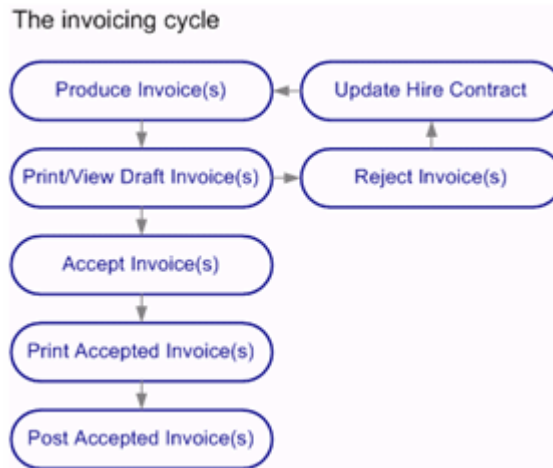 The invoicing cycle
Produce Invoice(s)
Update Hire Contract
Print/View Draft Invoice(s)
Reject Invoice(s)
Accept Invoice(s)
Print Accepted Invoice(s)
Post Accepted Invoice(s)